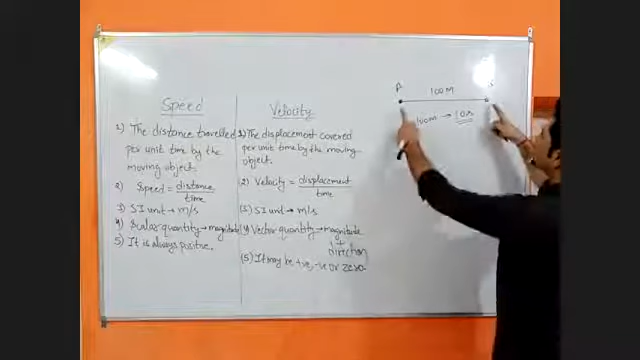 Speed
1) The distance travelled
per unit time by the
moving object
2) Speed = distance
time
3) SI unit → m/s
4) Scalar quantity → magnitude
5) It is always positive.
Velocity
1) The displacement covered
per unit time by the moving
object.
(2) Velocity = displacement
time
(3) SI unit → m/s
4) Vector quantity → magnitude
+
direction
(5) It may be +ve, -ve or zero.
A
100M
100m → 10s